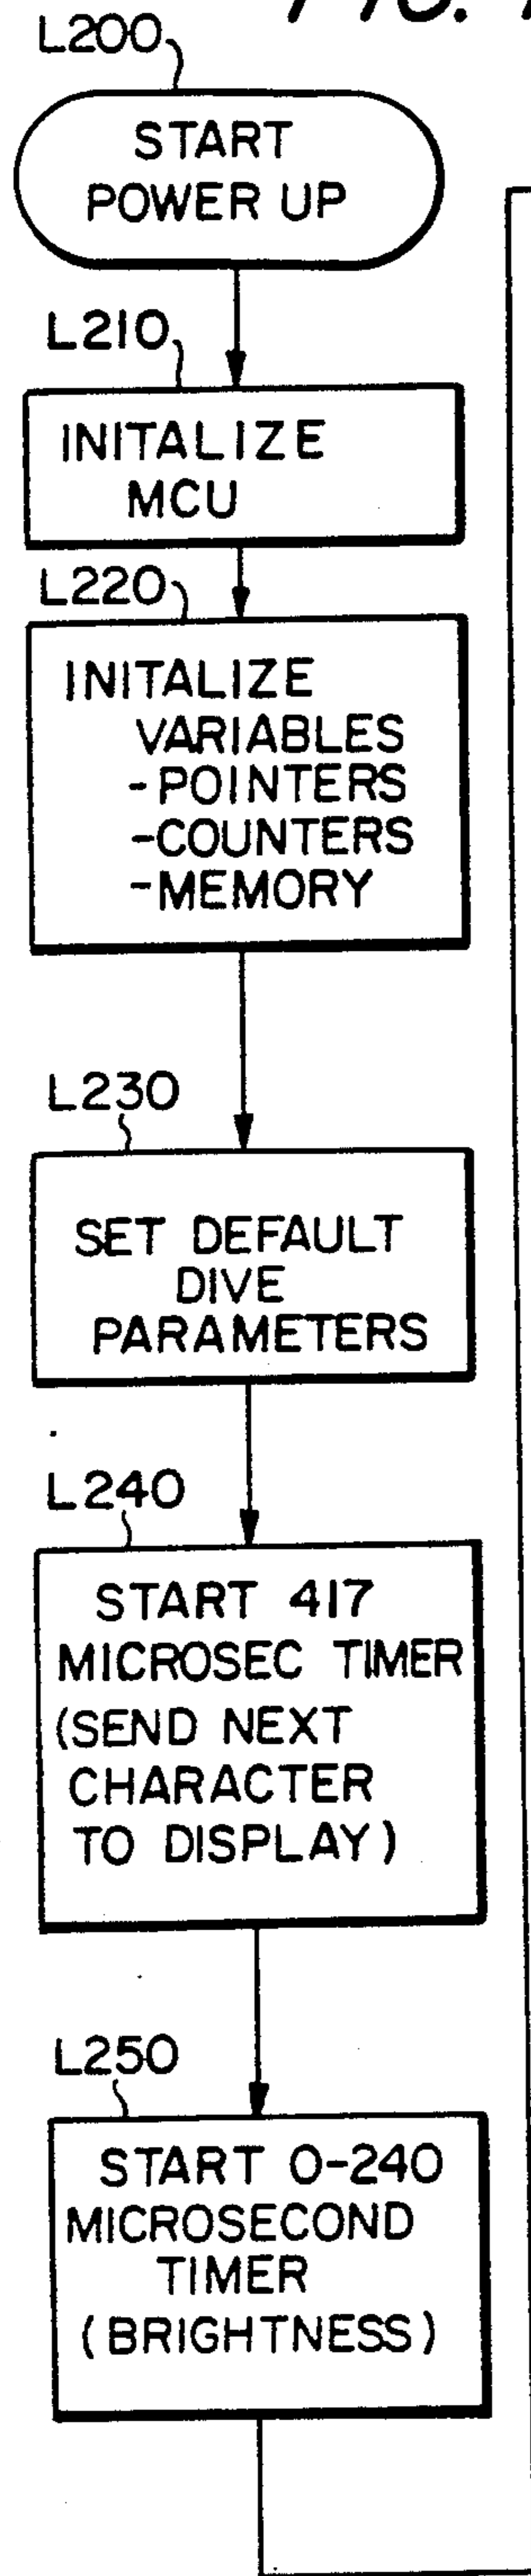 FIG.
L200
START
POWER UP
L210
INITALIZE
MCU
L220
INITALIZE
VARIABLES
-POINTERS
-COUNTERS
-MEMORY
L230
SET DEFAULT
DIVE
PARAMETERS
L240
START 417
MICROSEC TIMER
(SEND NEXT
CHARACTER
TO DISPLAY)
L250
START 0-240
MICROSECOND
TIMER
(BRIGHTNESS)